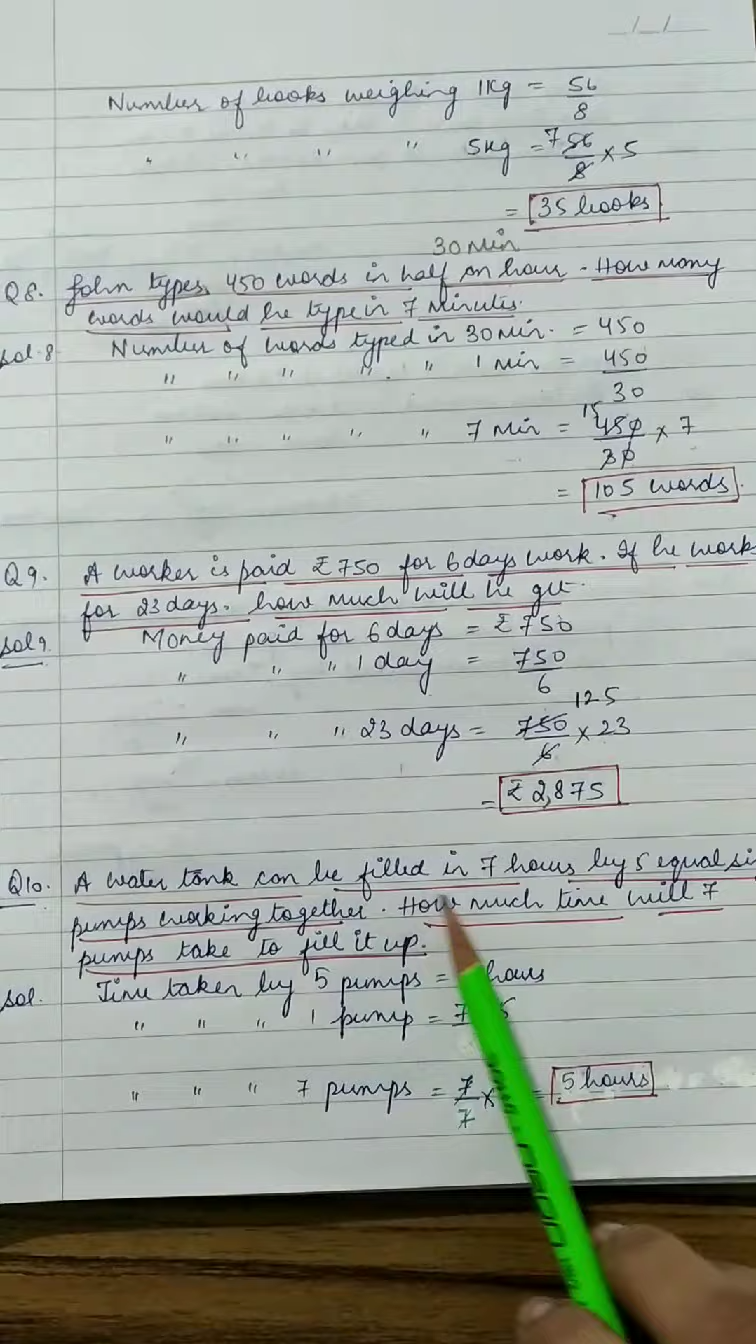 _/_/_
Number of books weighing 1Kg = 56/8
" " " " 5Kg = 7 56/8 × 5
= 35 books
30 Min
Q8. John types, 450 words in half an hour. How many
words would he type in 7 Minutes.
Sol.8 Number of words typed in 30 Min. = 450
" " " " " 1 Min = 450/30
" " " " " 7 Min = 15 450/30 × 7
= 105 words.
Q9. A worker is paid ₹750 for 6 days work. If he works
for 23 days. how much will he get.
Sol9. Money paid for 6 days = ₹750
" " " 1 day = 750/6
" " " 23 days = 125 750/6 × 23
= ₹2,875
Q10. A water tank can be filled in 7 hours by 5 equal si
pumps working together. How much time will 7
pumps take to fill it up.
Sol. Time taken by 5 pumps = hours
" " " 1 pump = 7 5
" " " 7 pumps = 7/7 × = 5 hours